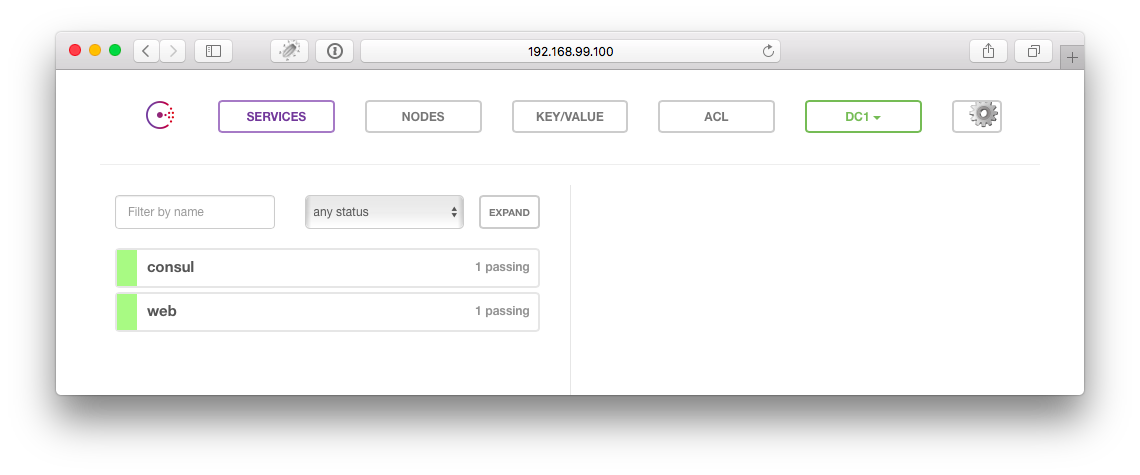 192.168.99.100
SERVICES
NODES
KEY/VALUE
ACL
DC1
Filter by name
any status
EXPAND
consul
1 passing
web
1 passing